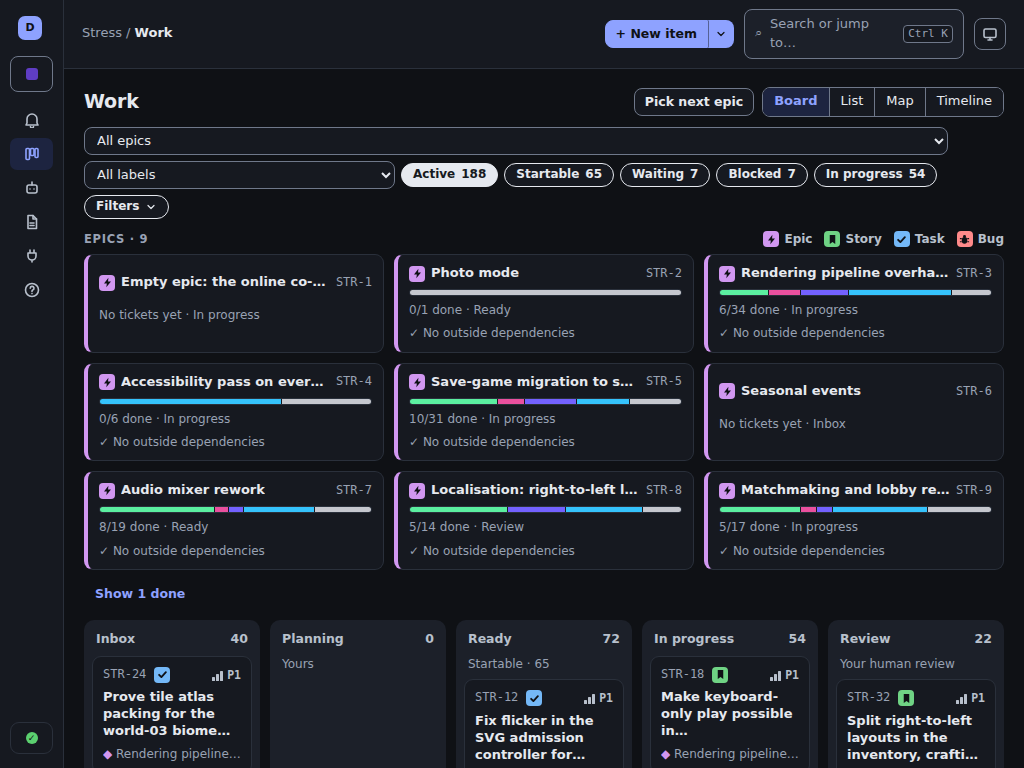 D
Stress / Work
+ New item
Search or jump to…
Ctrl K
Work
Pick next epic
Board
List
Map
Timeline
All epics
All labels
Active 188
Startable 65
Waiting 7
Blocked 7
In progress 54
Filters
EPICS · 9
Epic
Story
Task
Bug
Empty epic: the online co-…
STR-1
No tickets yet · In progress
Photo mode
STR-2
0/1 done · Ready
✓ No outside dependencies
Rendering pipeline overha…
STR-3
6/34 done · In progress
✓ No outside dependencies
Accessibility pass on ever…
STR-4
0/6 done · In progress
✓ No outside dependencies
Save-game migration to s…
STR-5
10/31 done · In progress
✓ No outside dependencies
Seasonal events
STR-6
No tickets yet · Inbox
Audio mixer rework
STR-7
8/19 done · Ready
✓ No outside dependencies
Localisation: right-to-left l…
STR-8
5/14 done · Review
✓ No outside dependencies
Matchmaking and lobby re…
STR-9
5/17 done · In progress
✓ No outside dependencies
Show 1 done
Inbox 40
STR-24
P1
Prove tile atlas
packing for the
world-03 biome…
◆ Rendering pipeline…
Planning 0
Yours
Ready 72
Startable · 65
STR-12
P1
Fix flicker in the
SVG admission
controller for…
In progress 54
STR-18
P1
Make keyboard-
only play possible
in…
◆ Rendering pipeline…
Review 22
Your human review
STR-32
P1
Split right-to-left
layouts in the
inventory, crafti…